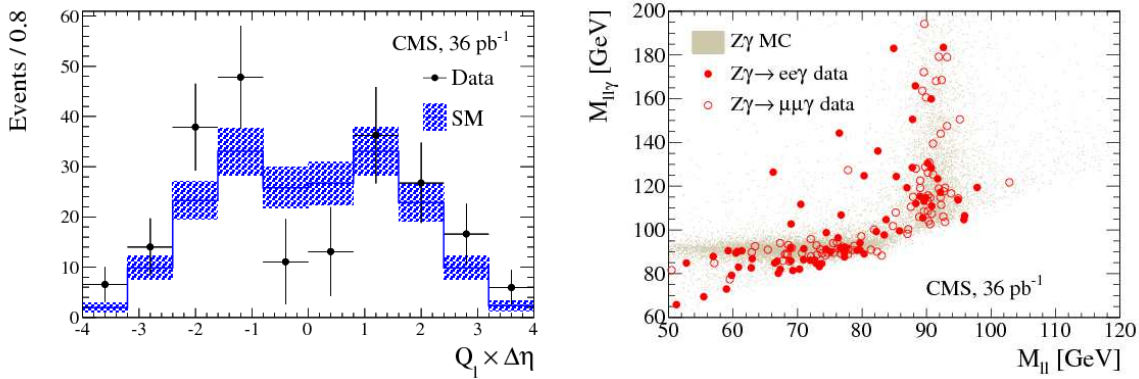 Events / 0.8
60
50
40
30
20
10
0
CMS, 36 pb⁻¹
Data
SM
-4 -3 -2 -1 0 1 2 3 4
Q_l × Δη
M_llγ [GeV]
200
180
160
140
120
100
80
60
Zγ MC
Zγ→ eeγ data
Zγ→ μμγ data
CMS, 36 pb⁻¹
50 60 70 80 90 100 110 120
M_ll [GeV]